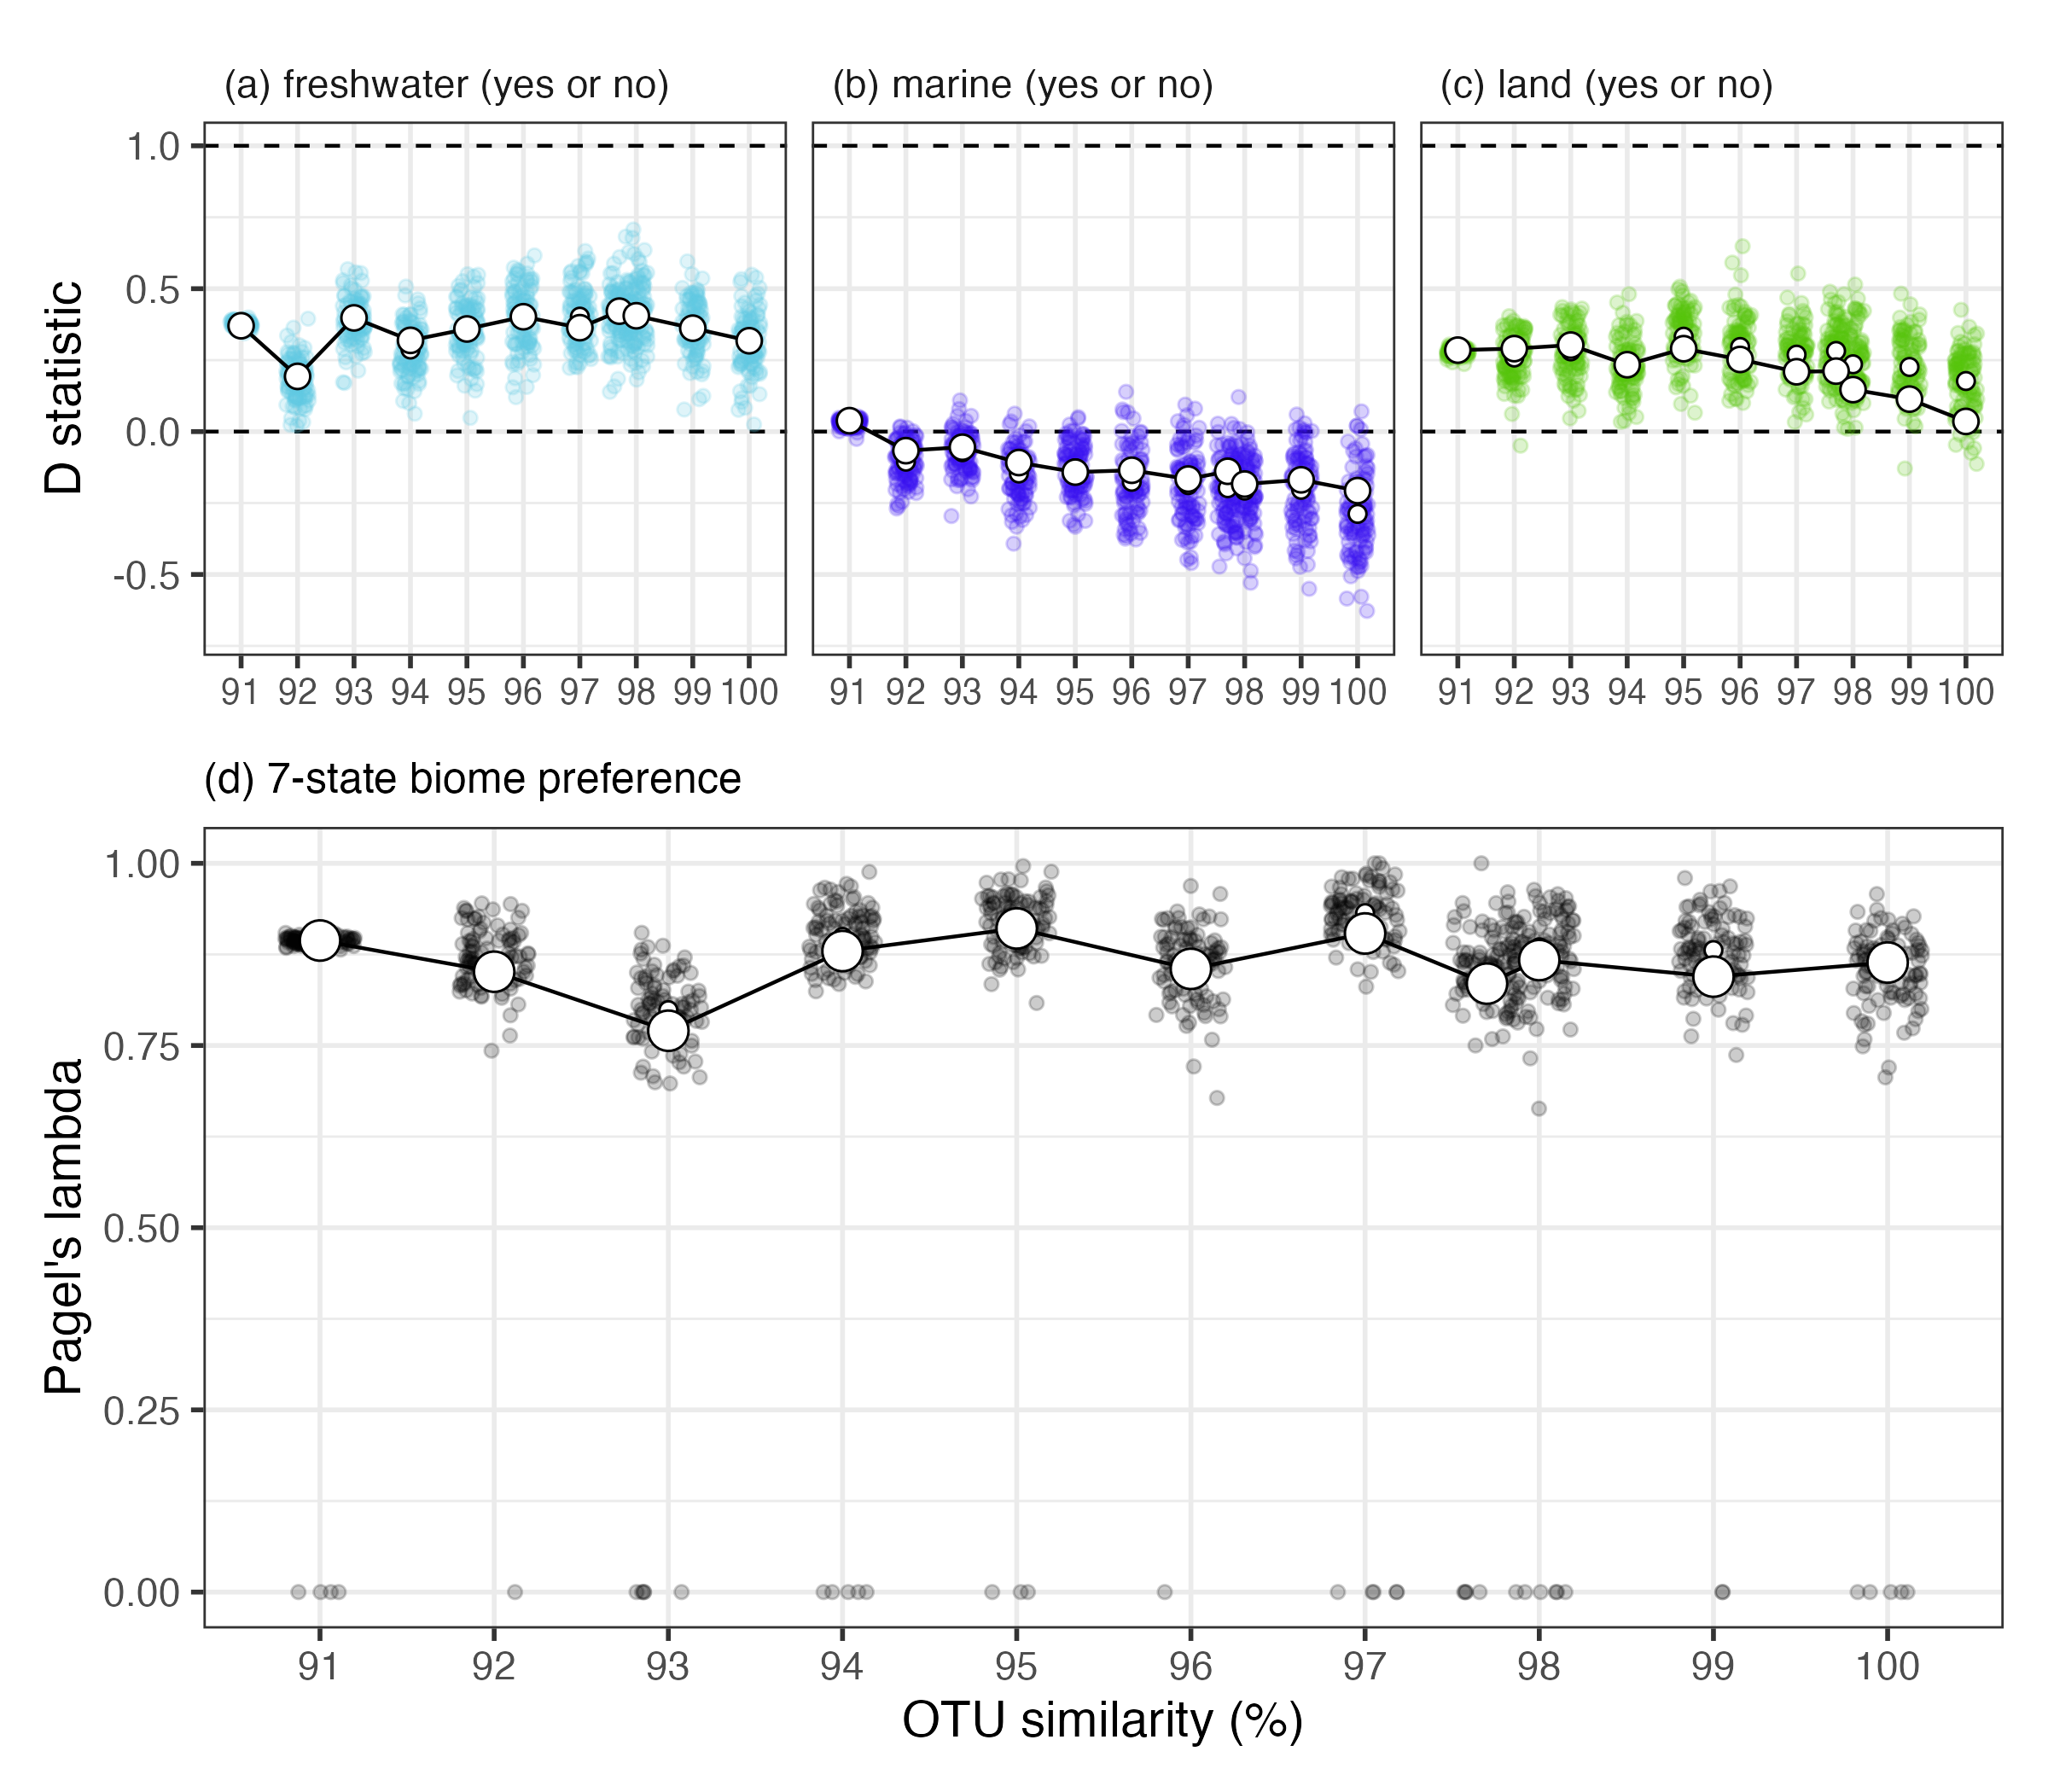 (a) freshwater (yes or no)
(b) marine (yes or no)
(c) land (yes or no)
D statistic
1.0
0.5
0.0
-0.5
91 92 93 94 95 96 97 98 99 100
91 92 93 94 95 96 97 98 99 100
91 92 93 94 95 96 97 98 99 100
(d) 7-state biome preference
Pagel's lambda
1.00
0.75
0.50
0.25
0.00
91 92 93 94 95 96 97 98 99 100
OTU similarity (%)